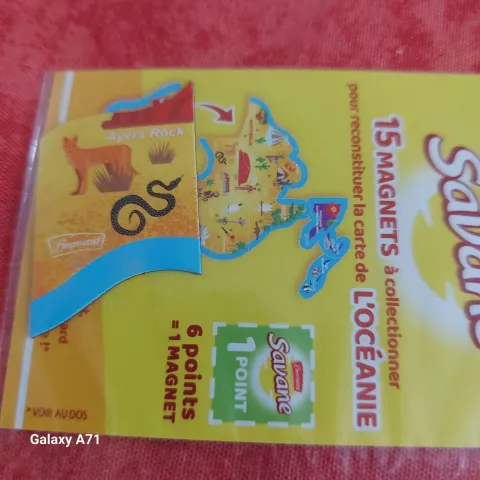 Ayers Rock
Brossard
Savane
15 MAGNETS à collectionner
pour reconstituer la carte de L'OCÉANIE
Brossard
Savane
1 POINT
6 points
= 1 MAGNET
*VOIR AU DOS
Galaxy A71